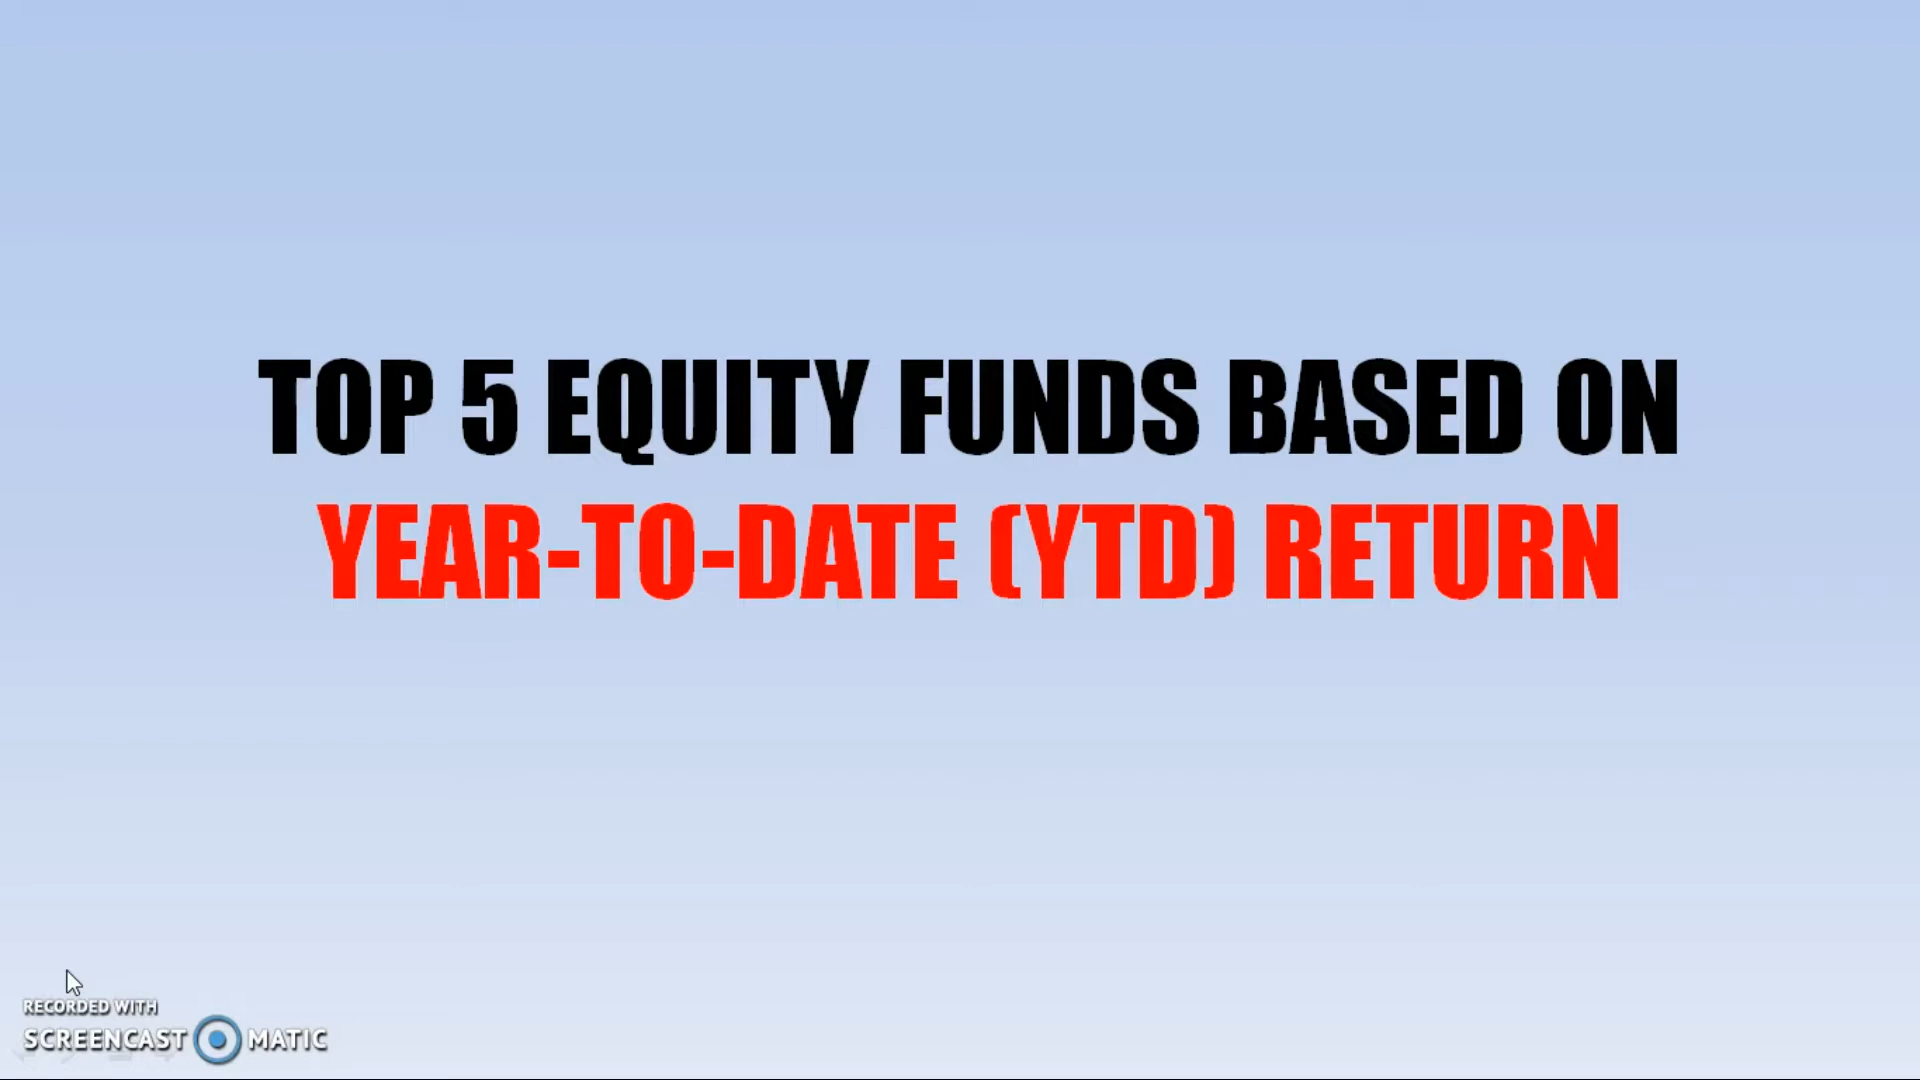 TOP 5 EQUITY FUNDS BASED ON
YEAR-TO-DATE (YTD) RETURN
RECORDED WITH
SCREENCAST MATIC